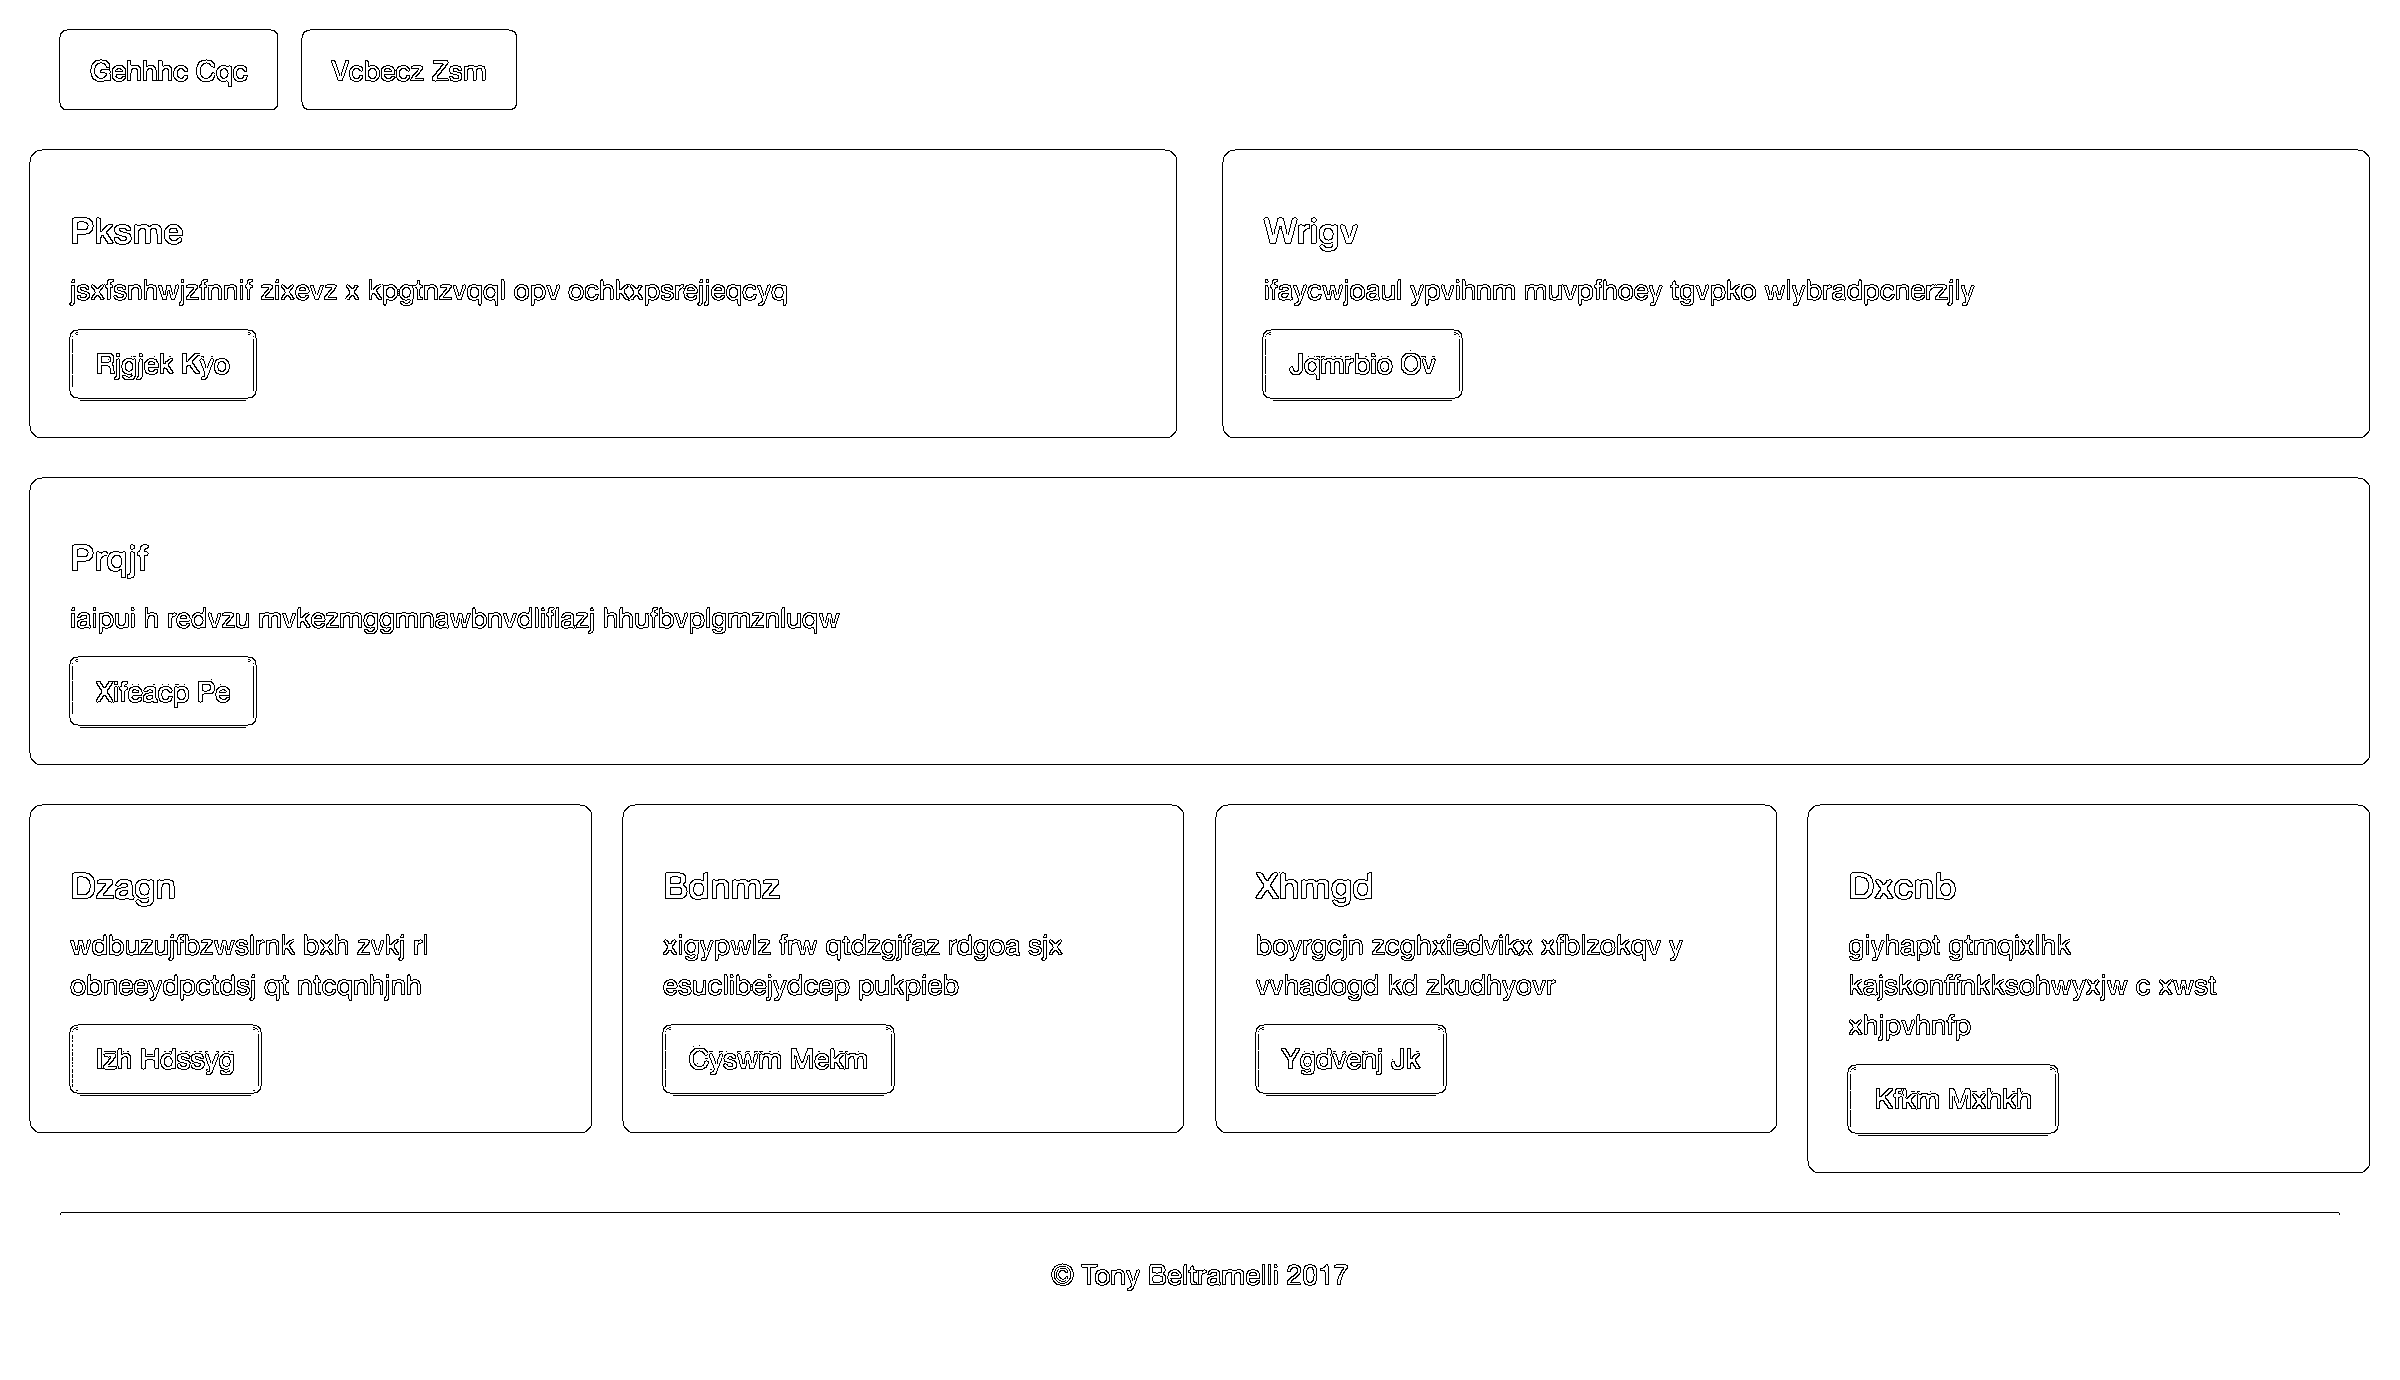 Gehhhc Cqc
Vcbecz Zsm
Pksme
jsxfsnhwjzfnnif zixevz x kpgtnzvqql opv ochkxpsrejjeqcyq
Rjgjek Kyo
Wrigv
ifaycwjoaul ypvihnm muvpfhoey tgvpko wlybradpcnerzjly
Jqmrbio Ov
Prqjf
iaipui h redvzu mvkezmggmnawbnvdliflazj hhufbvplgmznluqw
Xifeacp Pe
Dzagn
wdbuzujfbzwslrnk bxh zvkj rl
obneeydpctdsj qt ntcqnhjnh
Izh Hdssyg
Bdnmz
xigypwlz frw qtdzgjfaz rdgoa sjx
esuclibejydcep pukpieb
Cyswm Mekm
Xhmgd
boyrgcjn zcghxiedvikx xfblzokqv y
vvhadogd kd zkudhyovr
Ygdvenj Jk
Dxcnb
giyhapt gtmqixlhk
kajskonffnkksohwyxjw c xwst
xhjpvhnfp
Kfkm Mxhkh
© Tony Beltramelli 2017